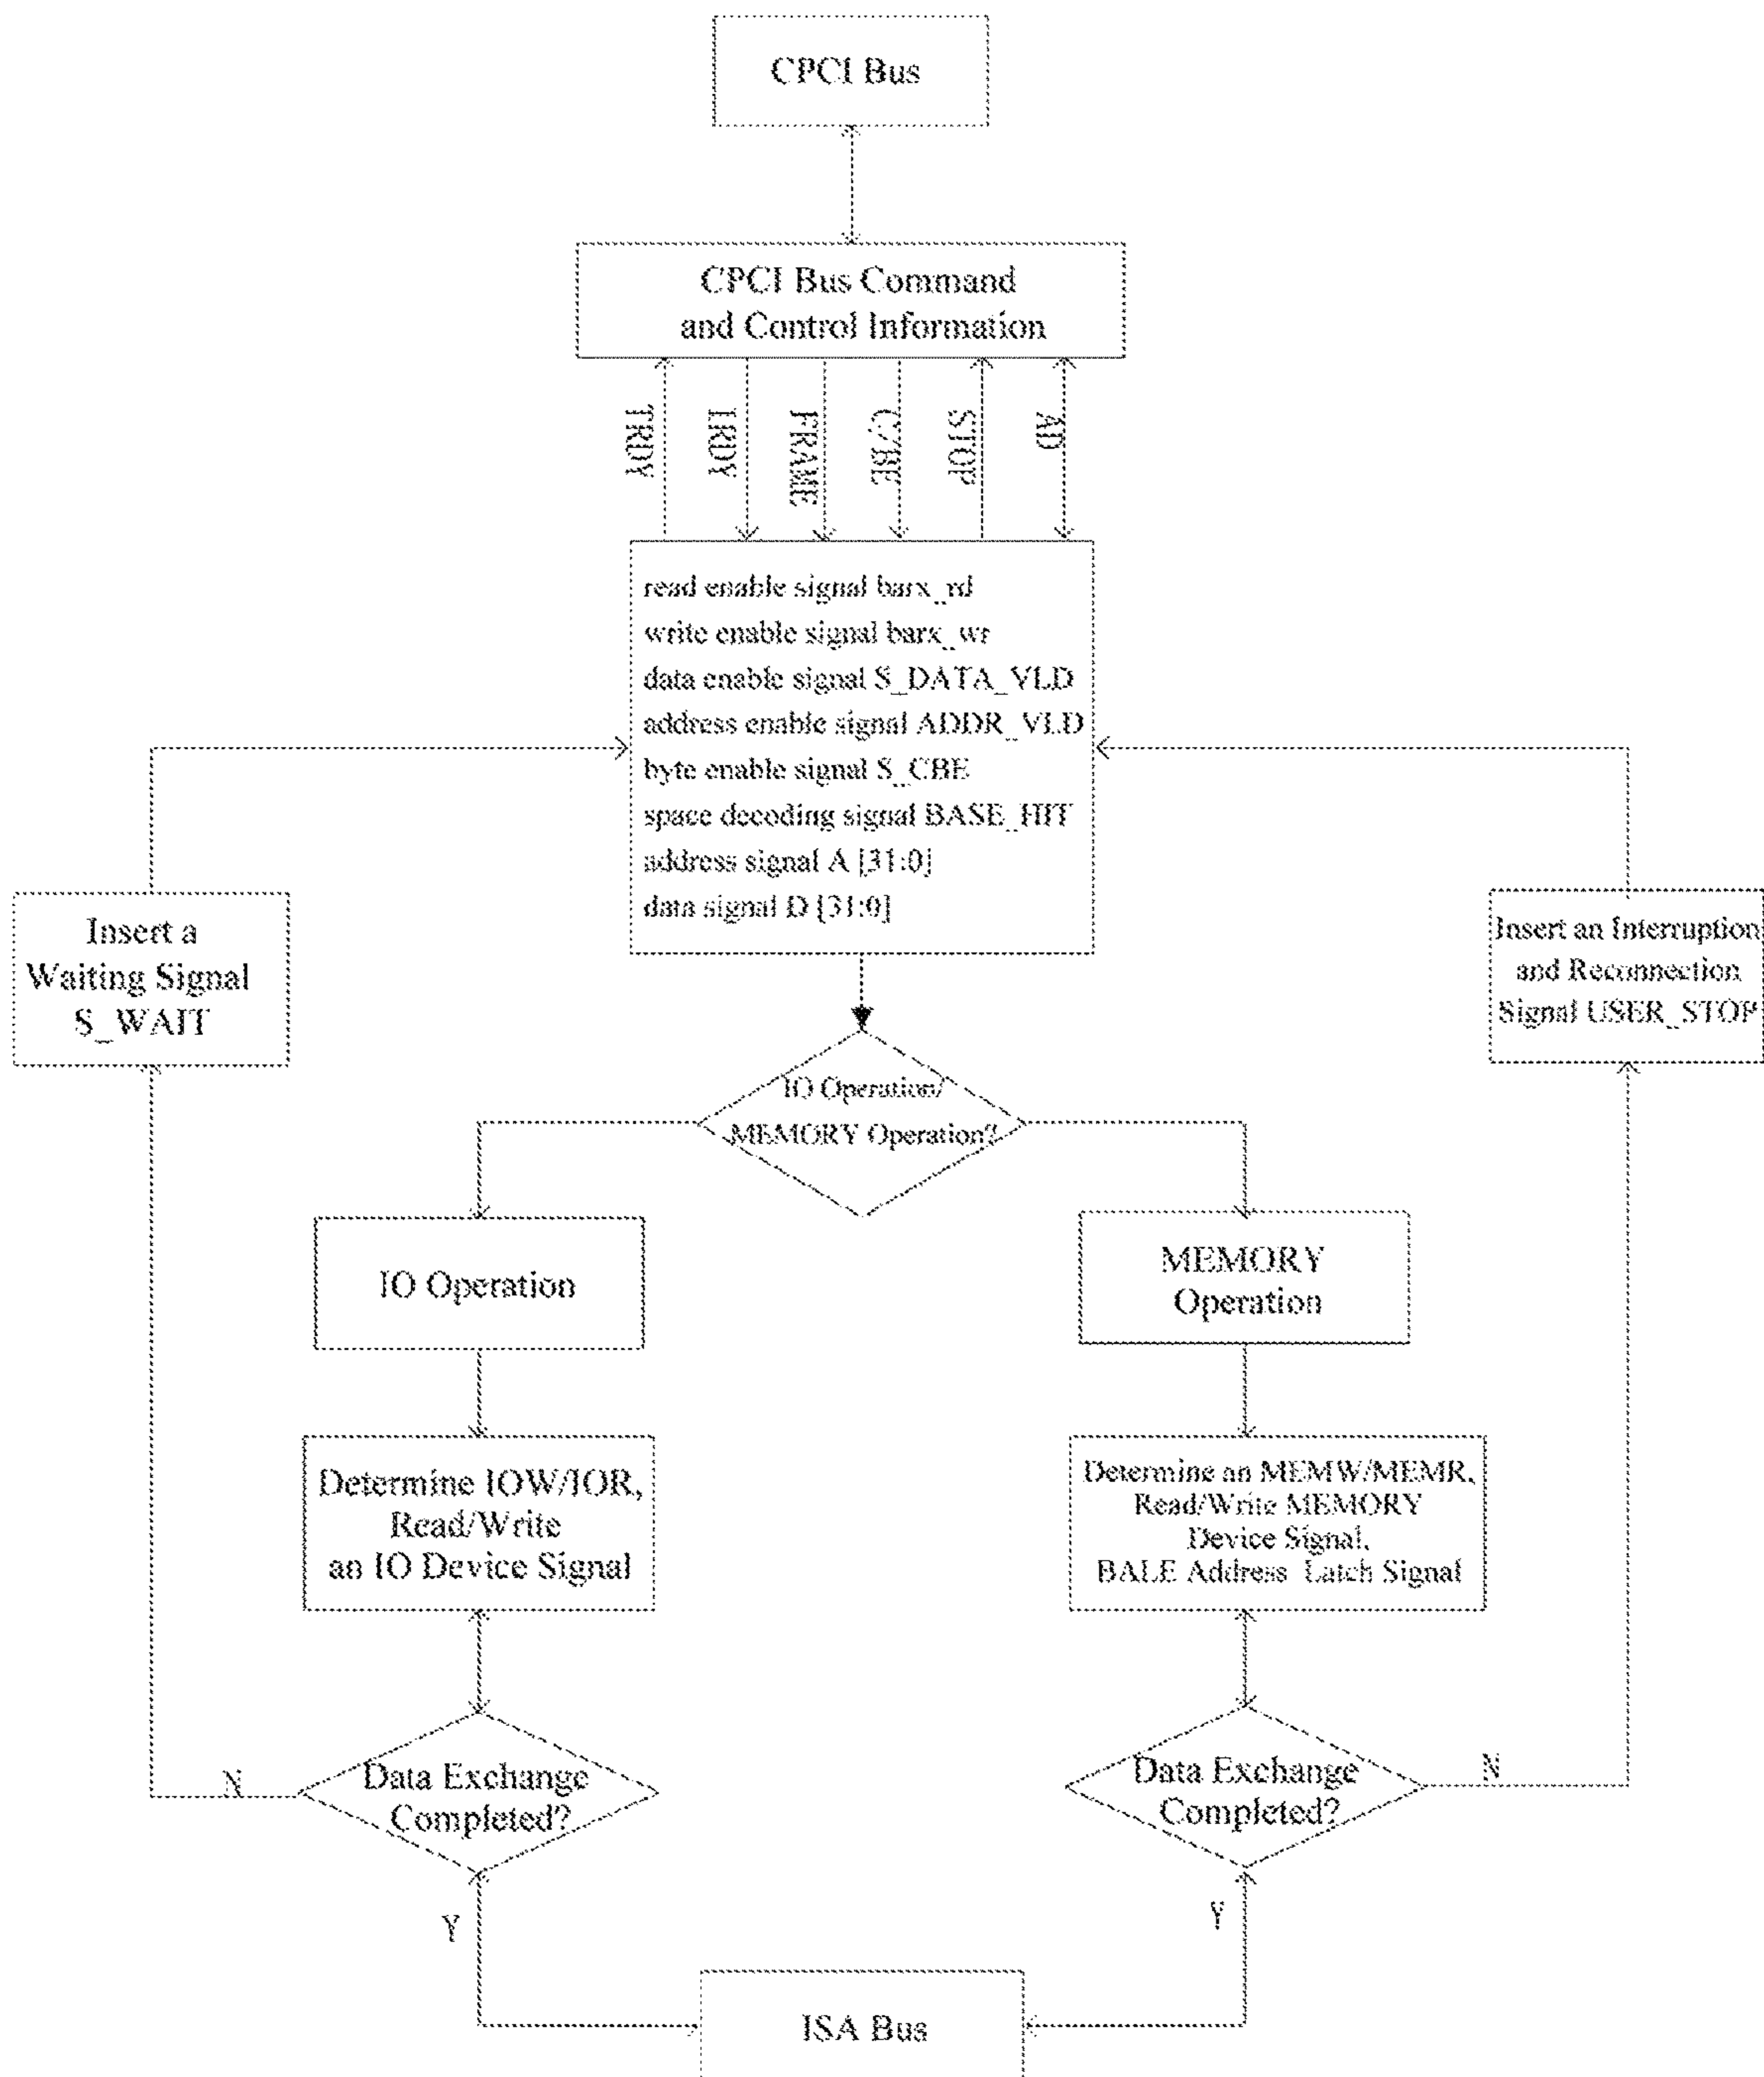 CPCI Bus
CPCI Bus Command
and Control Information
TRDY
IRDY
FRAME
C/BE
STOP
AD
read enable signal barx_rd
write enable signal barx_wr
data enable signal S_DATA_VLD
address enable signal ADDR_VLD
byte enable signal S_CBE
space decoding signal BASE_HIT
address signal A [31:0]
data signal D [31:0]
Insert a
Waiting Signal
S_WAIT
Insert an Interruption
and Reconnection
Signal USER_STOP
IO Operation/
MEMORY Operation?
IO Operation
MEMORY
Operation
Determine IOW/IOR,
Read/Write
an IO Device Signal
Determine an MEMW/MEMR,
Read/Write MEMORY
Device Signal,
BALE Address Latch Signal
N
Data Exchange
Completed?
Data Exchange
Completed?
N
Y
Y
ISA Bus